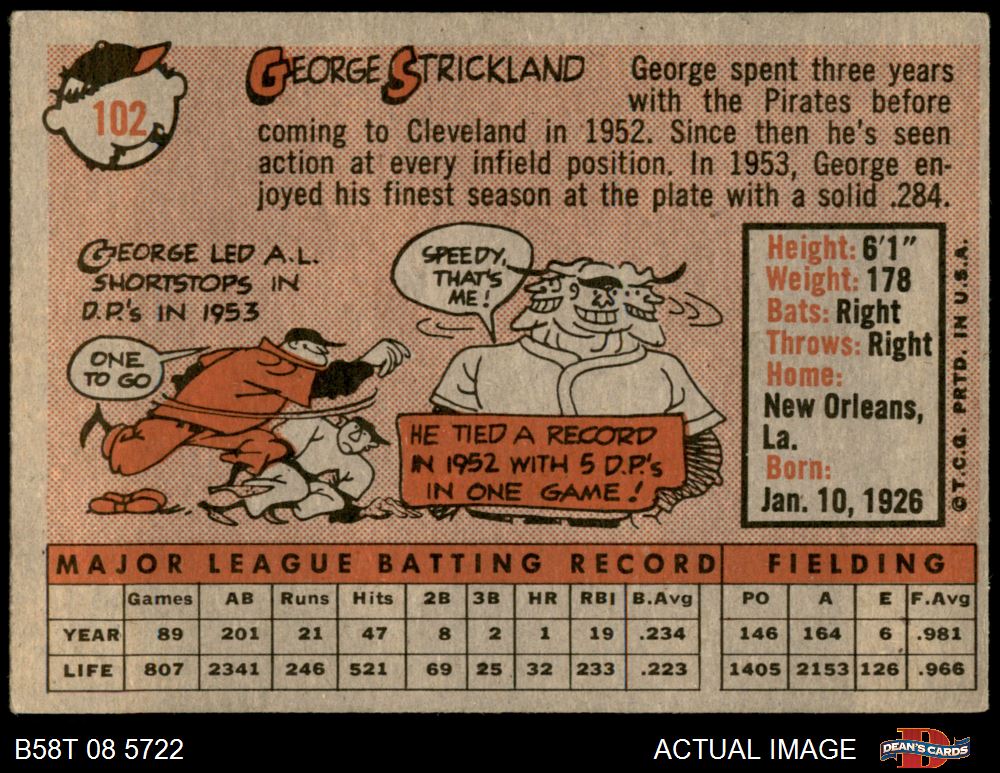 102
GEORGE STRICKLAND
George spent three years
with the Pirates before
coming to Cleveland in 1952. Since then he's seen
action at every infield position. In 1953, George en-
joyed his finest season at the plate with a solid .284.
GEORGE LED A.L.
SHORTSTOPS IN
D.P.'s IN 1953
ONE
TO GO
SPEEDY,
THAT'S
ME!
HE TIED A RECORD
IN 1952 WITH 5 D.P.'s
IN ONE GAME!
Height: 6'1"
Weight: 178
Bats: Right
Throws: Right
Home:
New Orleans,
La.
Born:
Jan. 10, 1926
© T.C.G. PRTD. IN U.S.A.
MAJOR LEAGUE BATTING RECORD FIELDING
Games AB Runs Hits 2B 3B HR RBI B.Avg PO A E F.Avg
YEAR 89 201 21 47 8 2 1 19 .234 146 164 6 .981
LIFE 807 2341 246 521 69 25 32 233 .223 1405 2153 126 .966
B58T 08 5722 ACTUAL IMAGE DEAN'S CARDS